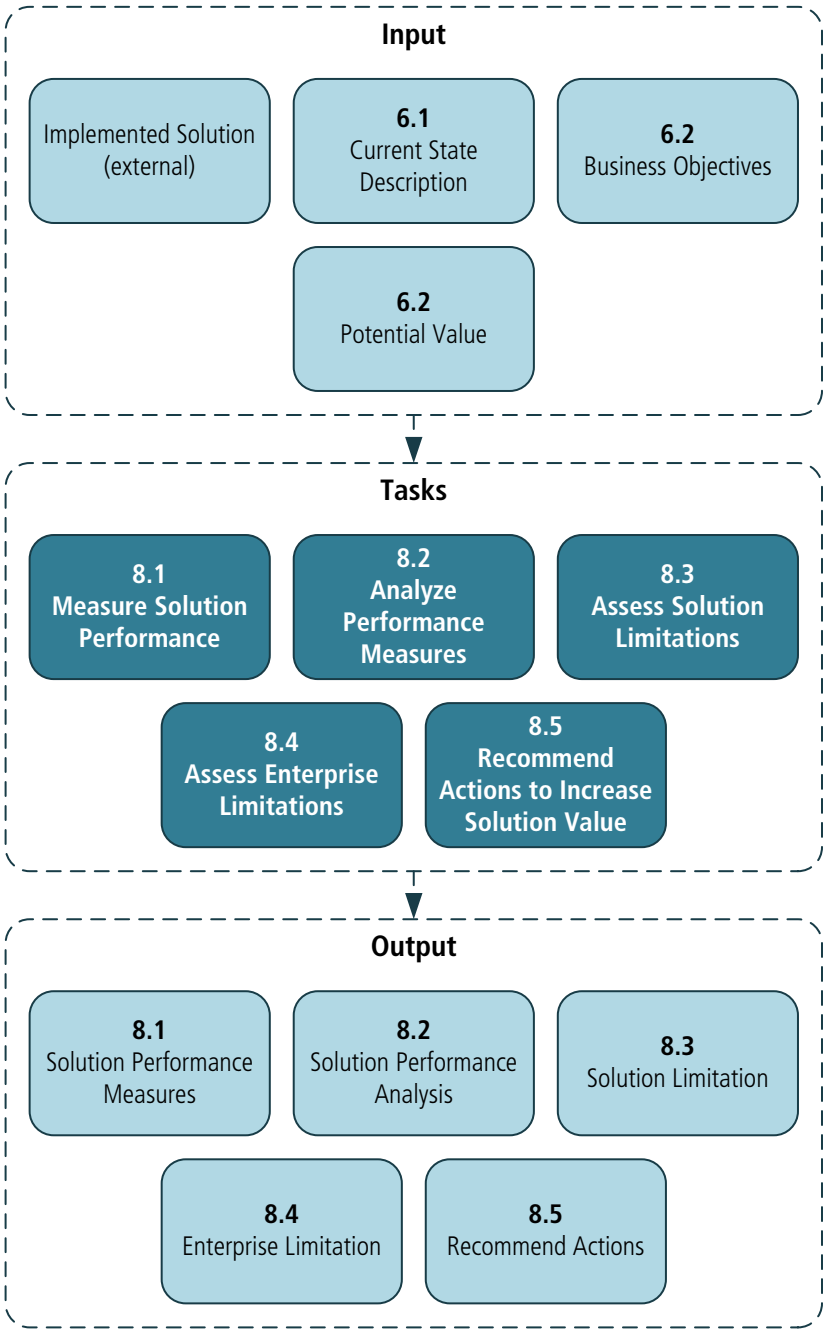 Input
Implemented Solution
(external)
6.1
Current State
Description
6.2
Business Objectives
6.2
Potential Value
Tasks
8.1
Measure Solution
Performance
8.2
Analyze
Performance
Measures
8.3
Assess Solution
Limitations
8.4
Assess Enterprise
Limitations
8.5
Recommend
Actions to Increase
Solution Value
Output
8.1
Solution Performance
Measures
8.2
Solution Performance
Analysis
8.3
Solution Limitation
8.4
Enterprise Limitation
8.5
Recommend Actions